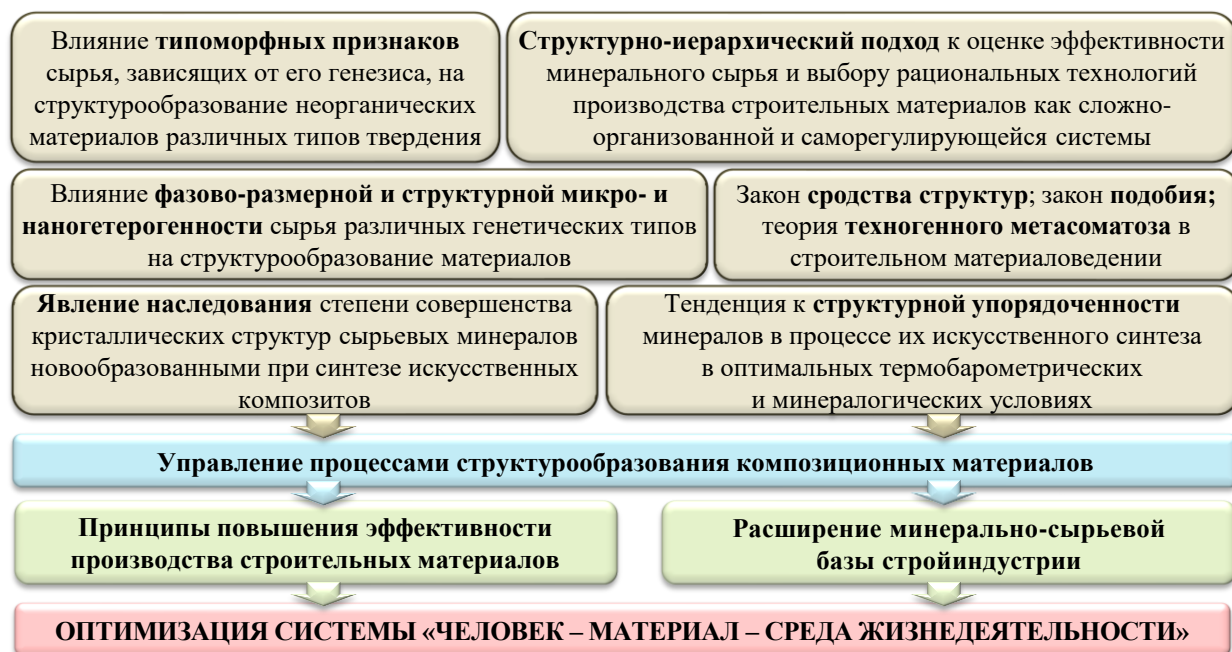 Влияние типоморфных признаков
сырья, зависящих от его генезиса, на
структурообразование неорганических
материалов различных типов твердения
Структурно-иерархический подход к оценке эффективности
минерального сырья и выбору рациональных технологий
производства строительных материалов как сложно-
организованной и саморегулирующейся системы
Влияние фазово-размерной и структурной микро- и
наногетерогенности сырья различных генетических типов
на структурообразование материалов
Закон сродства структур; закон подобия;
теория техногенного метасоматоза в
строительном материаловедении
Явление наследования степени совершенства
кристаллических структур сырьевых минералов
новообразованными при синтезе искусственных
композитов
Тенденция к структурной упорядоченности
минералов в процессе их искусственного синтеза
в оптимальных термобарометрических
и минералогических условиях
Управление процессами структурообразования композиционных материалов
Принципы повышения эффективности
производства строительных материалов
Расширение минерально-сырьевой
базы стройиндустрии
ОПТИМИЗАЦИЯ СИСТЕМЫ «ЧЕЛОВЕК – МАТЕРИАЛ – СРЕДА ЖИЗНЕДЕЯТЕЛЬНОСТИ»